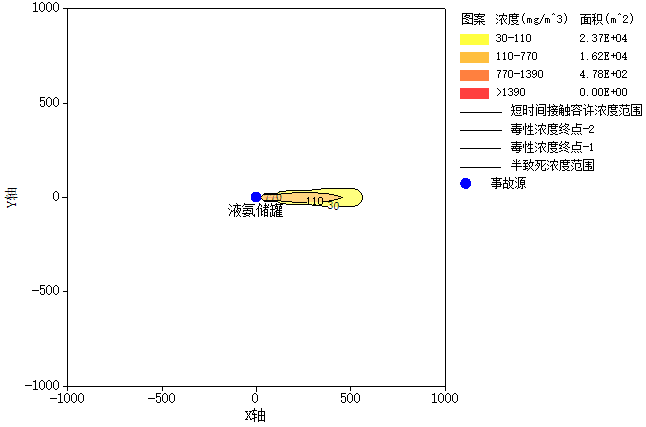 1000
500
0
-500
-1000
Y轴
-1000
-500
0
500
1000
X轴
770
110
30
液氨储罐
图案 浓度(mg/m^3) 面积(m^2)
30-110 2.37E+04
110-770 1.62E+04
770-1390 4.78E+02
>1390 0.00E+00
短时间接触容许浓度范围
毒性浓度终点-2
毒性浓度终点-1
半致死浓度范围
事故源